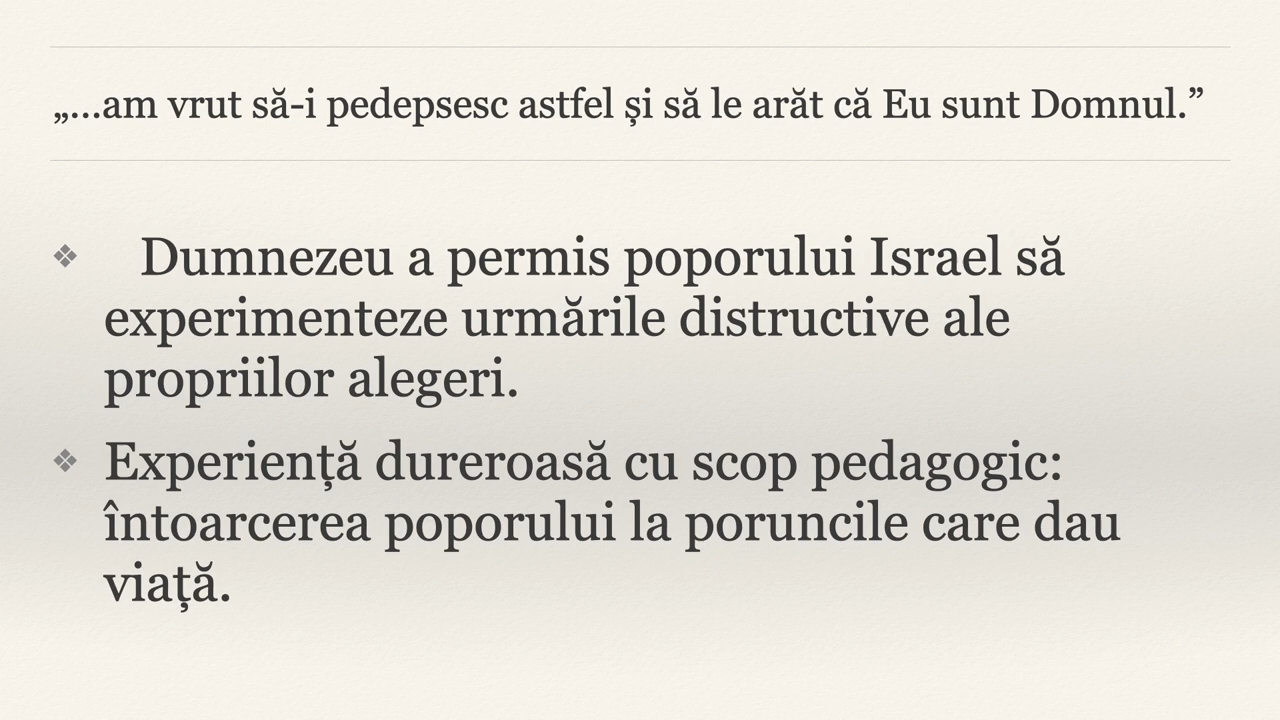 „...am vrut să-i pedepsesc astfel și să le arăt că Eu sunt Domnul.”
❖ Dumnezeu a permis poporului Israel să
experimenteze urmările distructive ale
propriilor alegeri.
❖ Experiență dureroasă cu scop pedagogic:
întoarcerea poporului la poruncile care dau
viață.